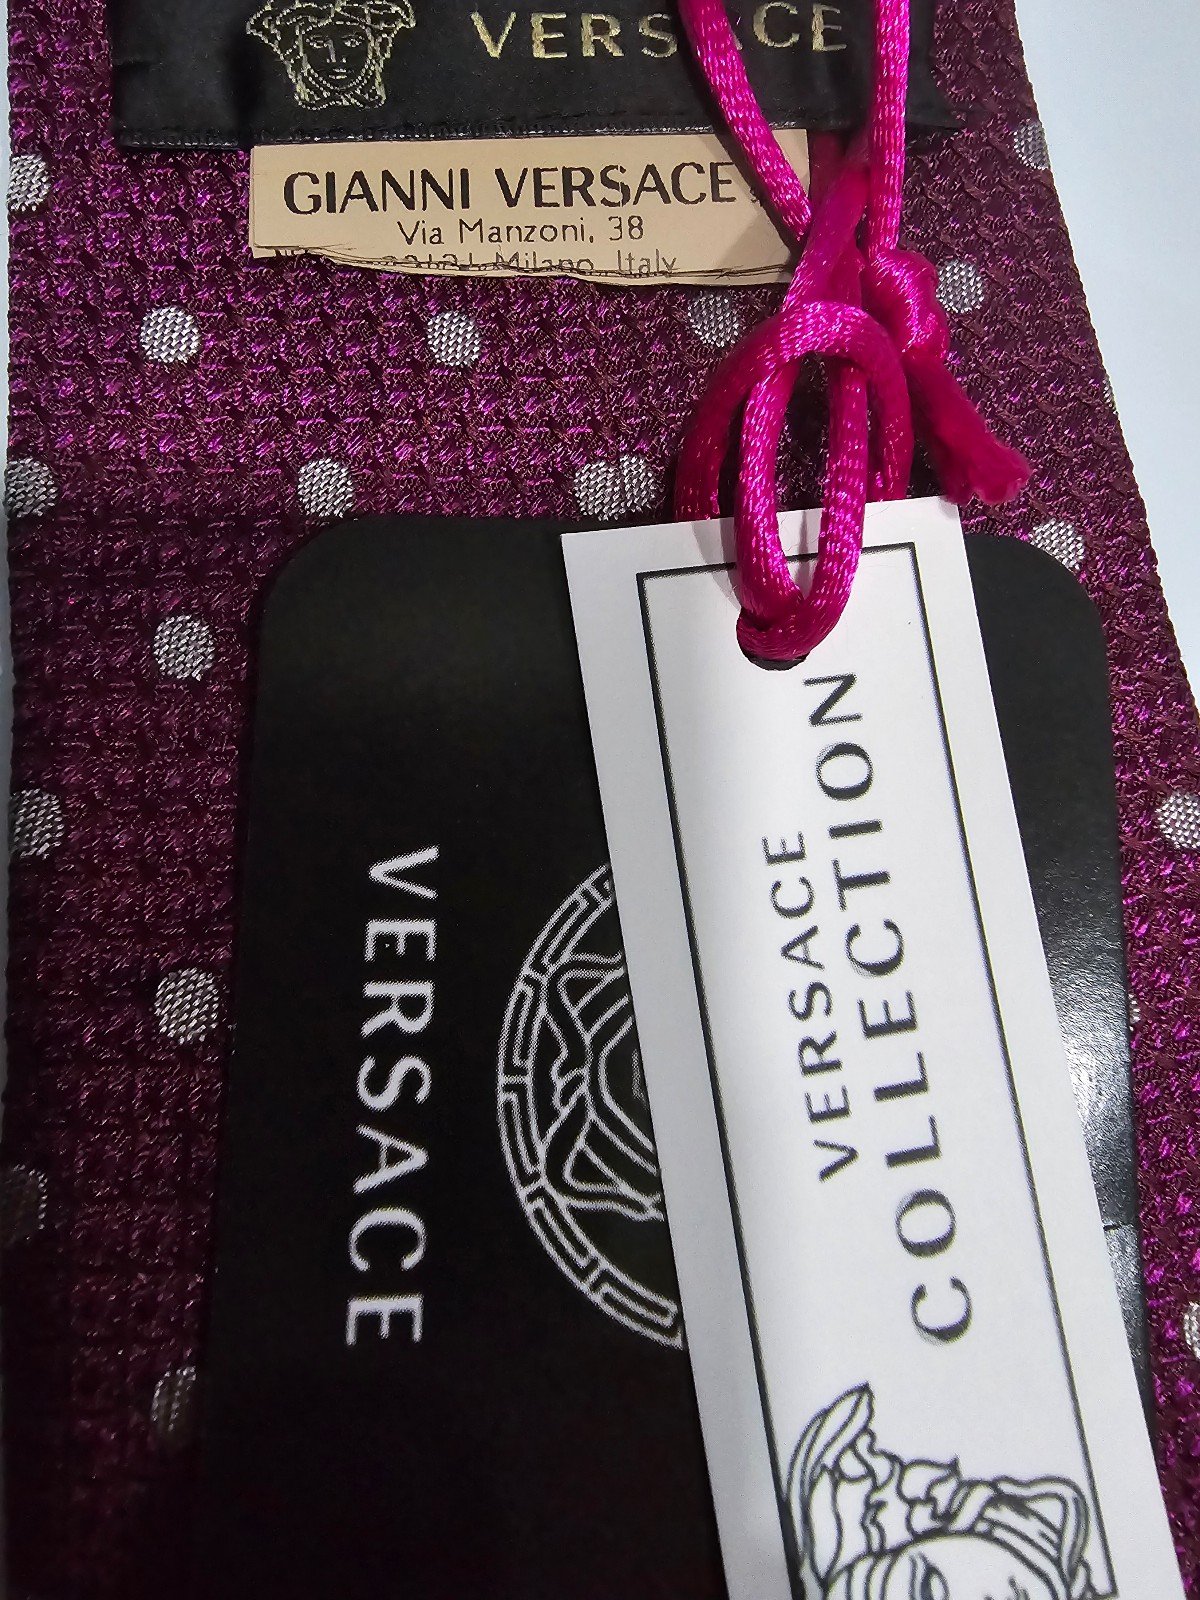 VERSACE
GIANNI VERSACE
Via Manzoni, 38
Milano, Italy
VERSACE
VERSACE
COLLECTION